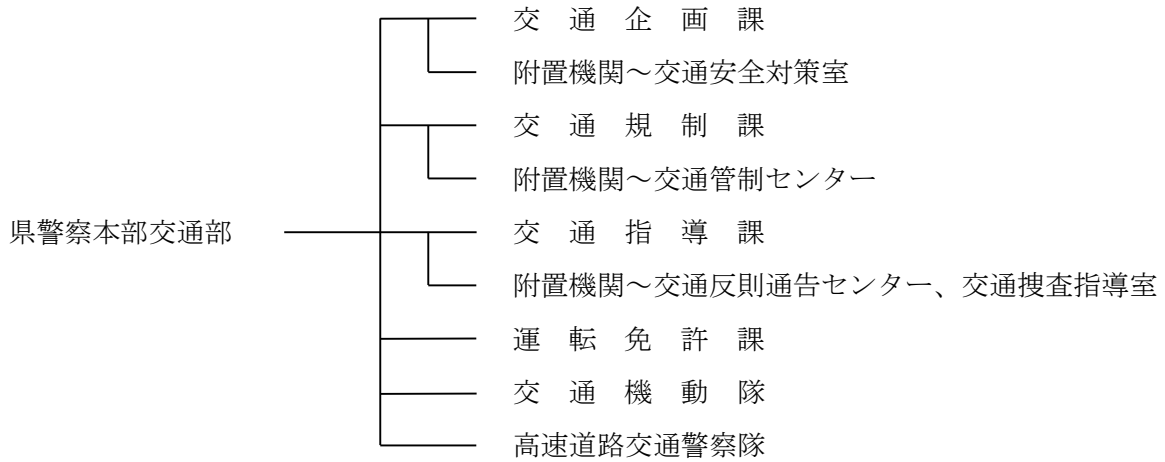 交通企画課
附置機関～交通安全対策室
交通規制課
附置機関～交通管制センター
県警察本部交通部
交通指導課
附置機関～交通反則通告センター、交通捜査指導室
運転免許課
交通機動隊
高速道路交通警察隊